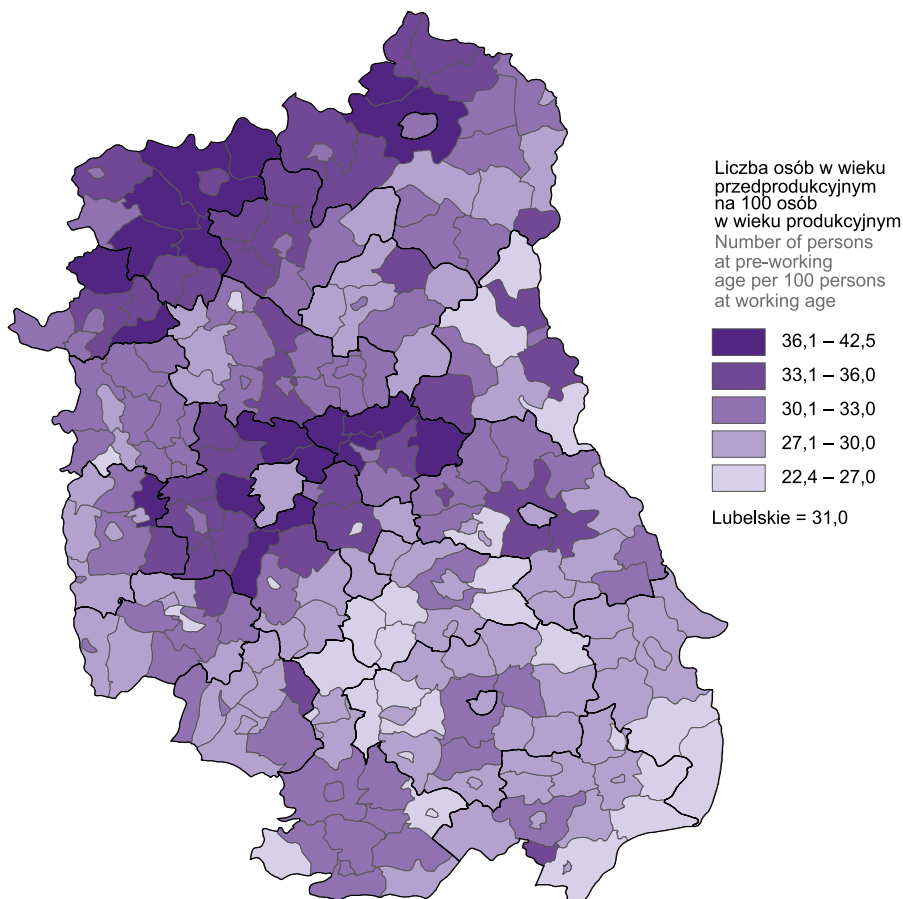 Liczba osób w wieku
przedprodukcyjnym
na 100 osób
w wieku produkcyjnym
Number of persons
at pre-working
age per 100 persons
at working age
36,1 – 42,5
33,1 – 36,0
30,1 – 33,0
27,1 – 30,0
22,4 – 27,0
Lubelskie = 31,0